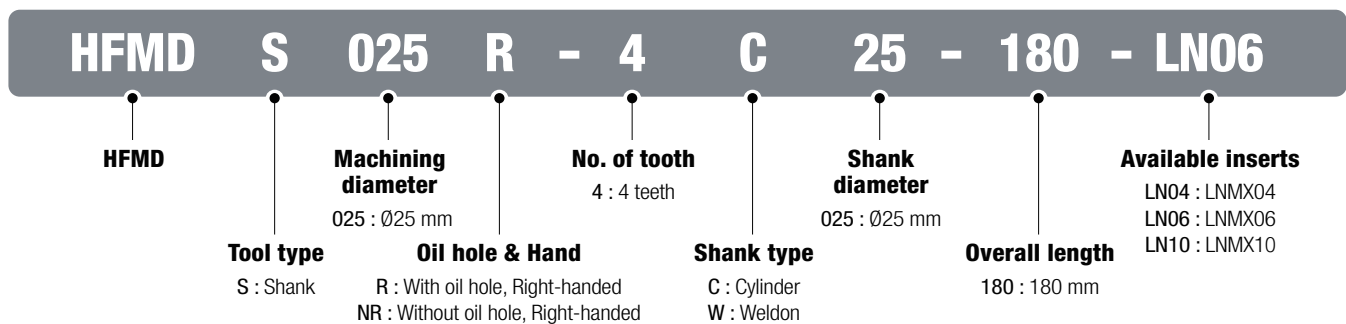 HFMD S 025 R - 4 C 25 - 180 - LN06
HFMD
Machining
diameter
025 : Ø25 mm
No. of tooth
4 : 4 teeth
Shank
diameter
025 : Ø25 mm
Available inserts
LN04 : LNMX04
LN06 : LNMX06
LN10 : LNMX10
Tool type
S : Shank
Oil hole & Hand
R : With oil hole, Right-handed
NR : Without oil hole, Right-handed
Shank type
C : Cylinder
W : Weldon
Overall length
180 : 180 mm